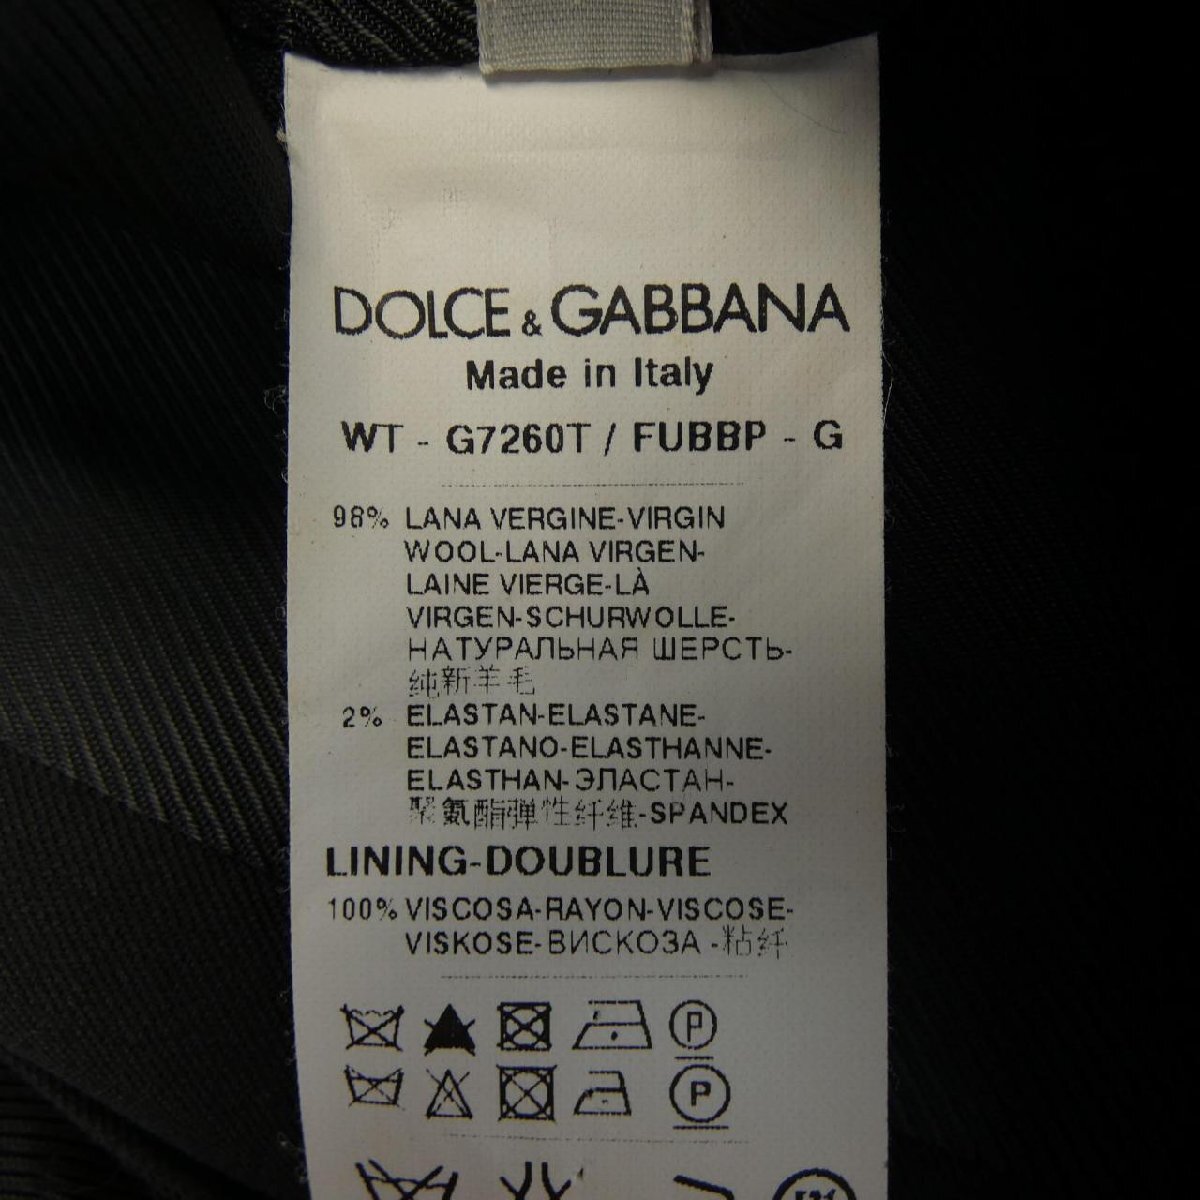 DOLCE & GABBANA
Made in Italy
WT - G7260T / FUBBP - G
98% LANA VERGINE-VIRGIN
WOOL-LANA VIRGEN-
LAINE VIERGE-LÀ
VIRGEN-SCHURWOLLE-
НАТУРАЛЬНАЯ ШЕРСТЬ-
纯新羊毛
2% ELASTAN-ELASTANE-
ELASTANO-ELASTHANNE-
ELASTHAN-ЭЛАСТАН-
聚氨酯弹性纤维-SPANDEX
LINING-DOUBLURE
100% VISCOSA-RAYON-VISCOSE-
VISKOSE-ВИСКОЗА -粘纤
P
P